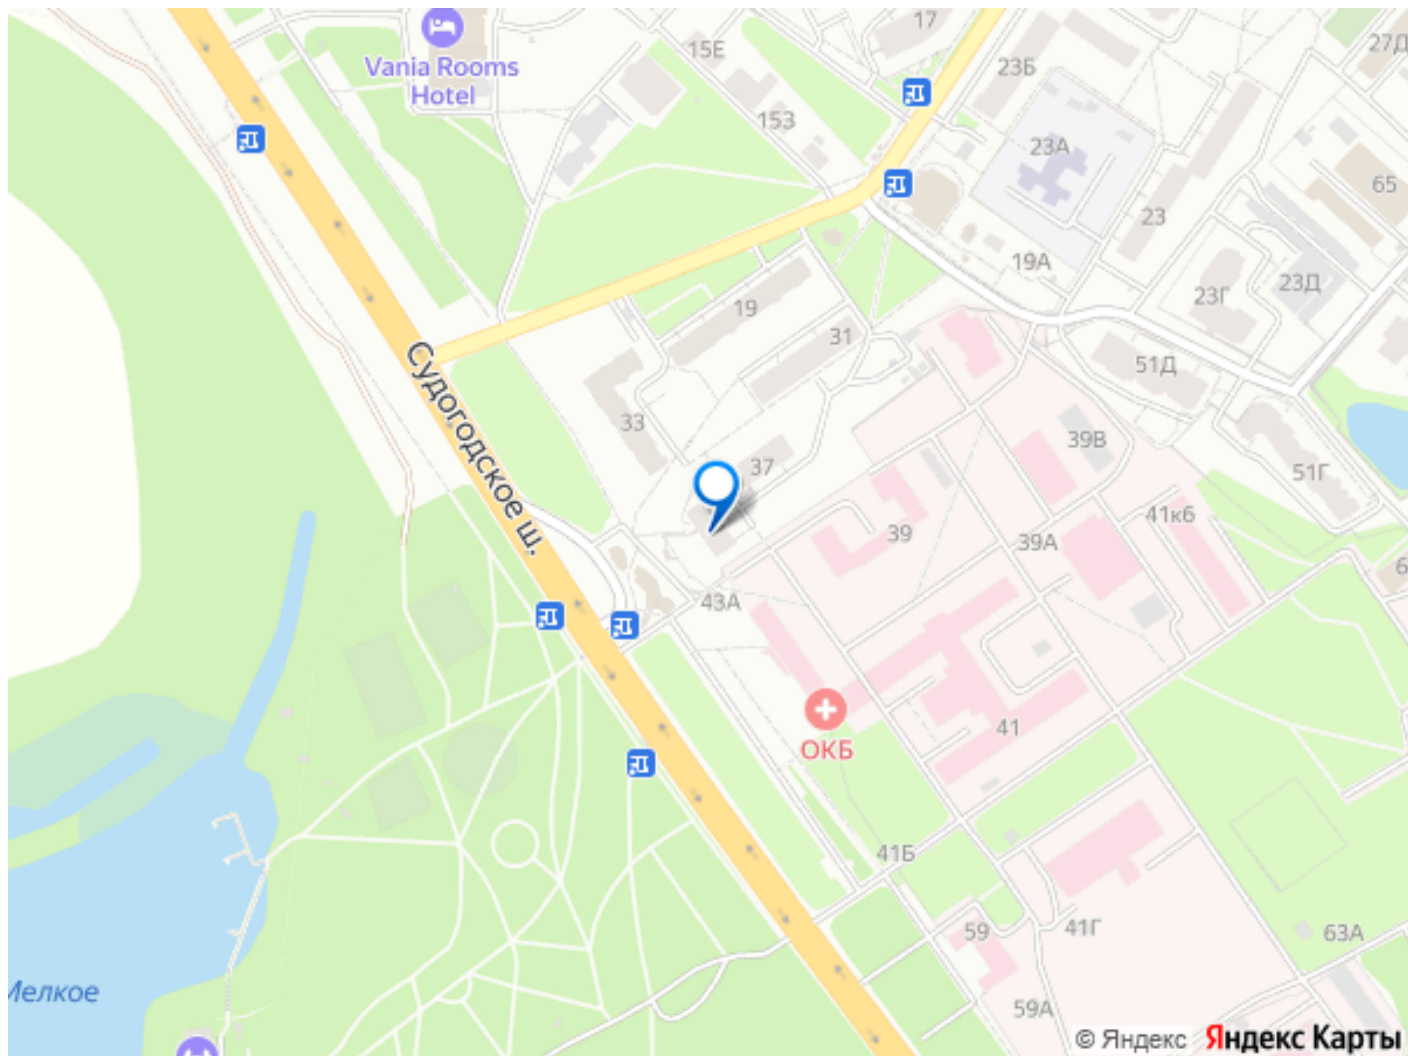 17
15Е
27Д
Vania Rooms
Hotel
23Б
153
23А
65
23
19А
23Д
23Г
19
31
51Д
Судогодское ш.
33
39В
37
51Г
41к6
39
39А
6
43А
ОКБ
41
41Б
59
41Г
63А
Мелкое
59А
© Яндекс Яндекс Карты